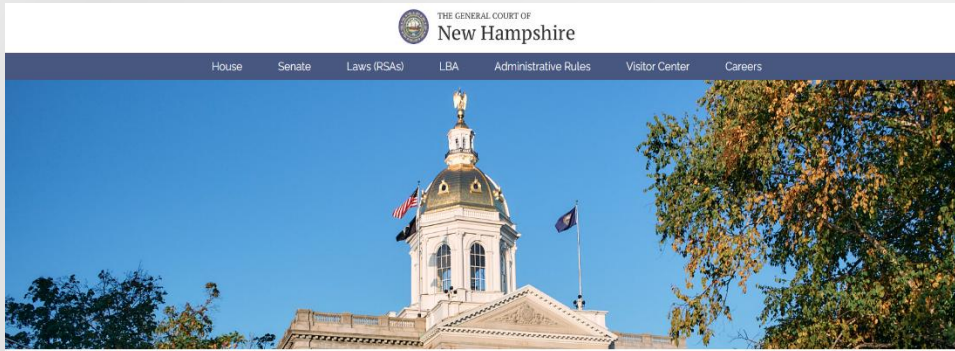 THE GENERAL COURT OF
New Hampshire
House Senate Laws (RSAs) LBA Administrative Rules Visitor Center Careers